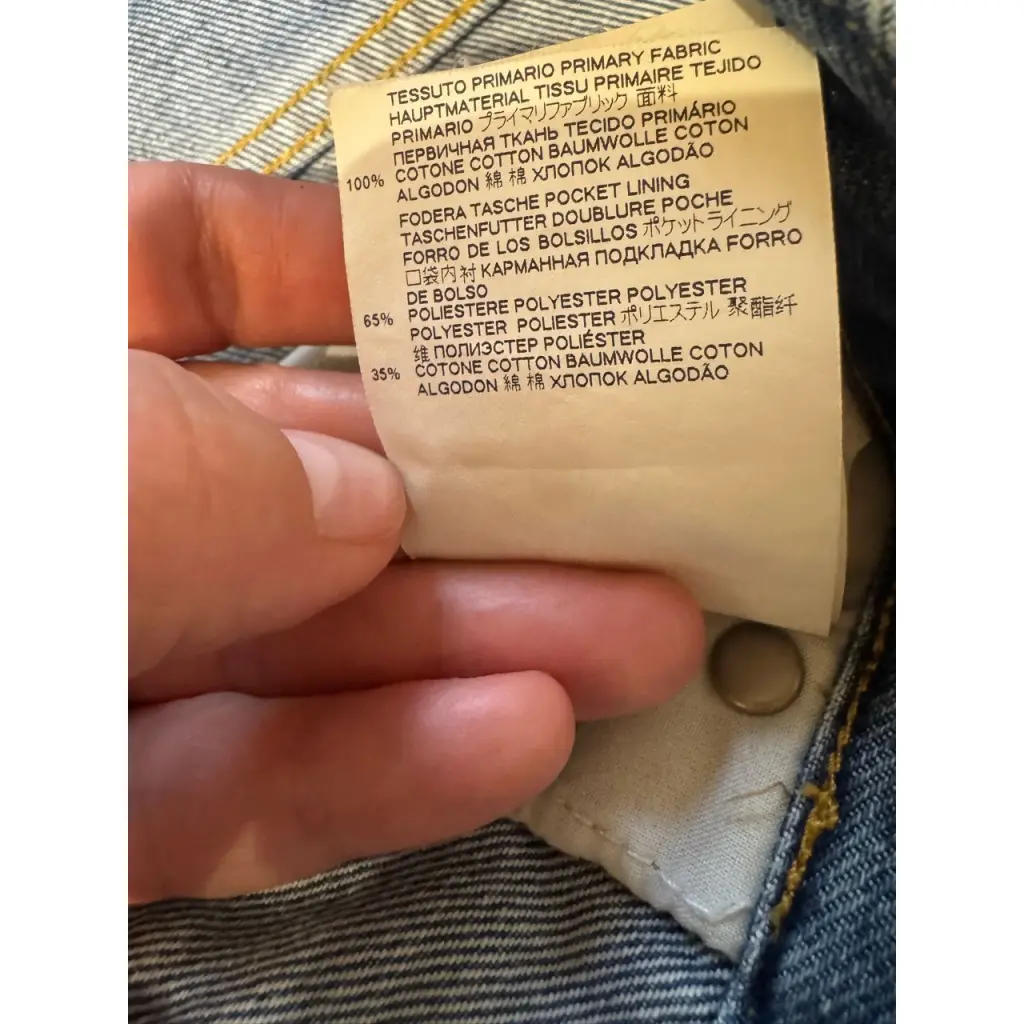 TESSUTO PRIMARIO PRIMARY FABRIC
HAUPTMATERIAL TISSU PRIMAIRE TEJIDO
PRIMARIO プライマリファブリック 面料
ПЕРВИЧНАЯ ТКАНЬ TECIDO PRIMÁRIO
100% COTONE COTTON BAUMWOLLE COTON
ALGODON 綿 棉 ХЛОПОК ALGODÃO
FODERA TASCHE POCKET LINING
TASCHENFUTTER DOUBLURE POCHE
FORRO DE LOS BOLSILLOS ポケットライニング
口袋内衬 КАРМАННАЯ ПОДКЛАДКА FORRO
DE BOLSO
65% POLIESTERE POLYESTER POLYESTER
POLYESTER POLIESTER ポリエステル 聚酯纤
维 ПОЛИЭСТЕР POLIÉSTER
35% COTONE COTTON BAUMWOLLE COTON
ALGODON 綿 棉 ХЛОПОК ALGODÃO